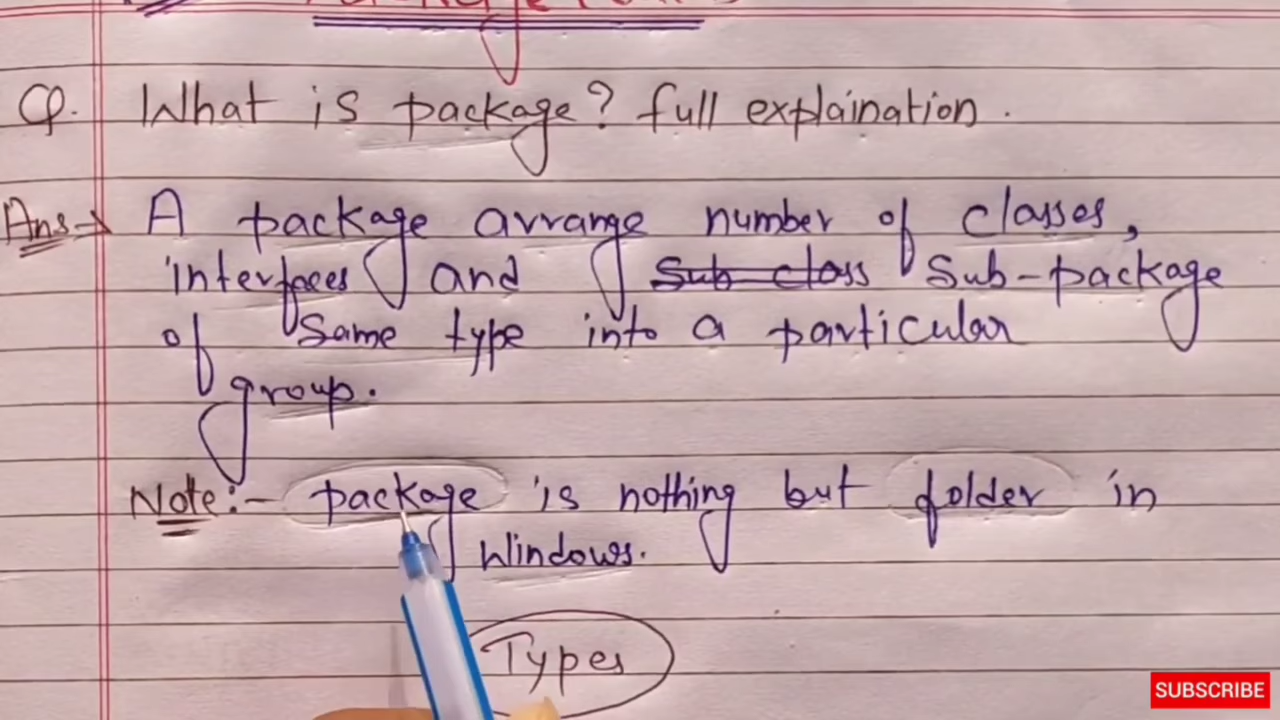 Q. What is package? full explaination.
Ans→ A package arrange number of classes,
interfaces and Sub class Sub-package
of same type into a particular
group.
Note:- package is nothing but folder in
Windows.
Types
SUBSCRIBE